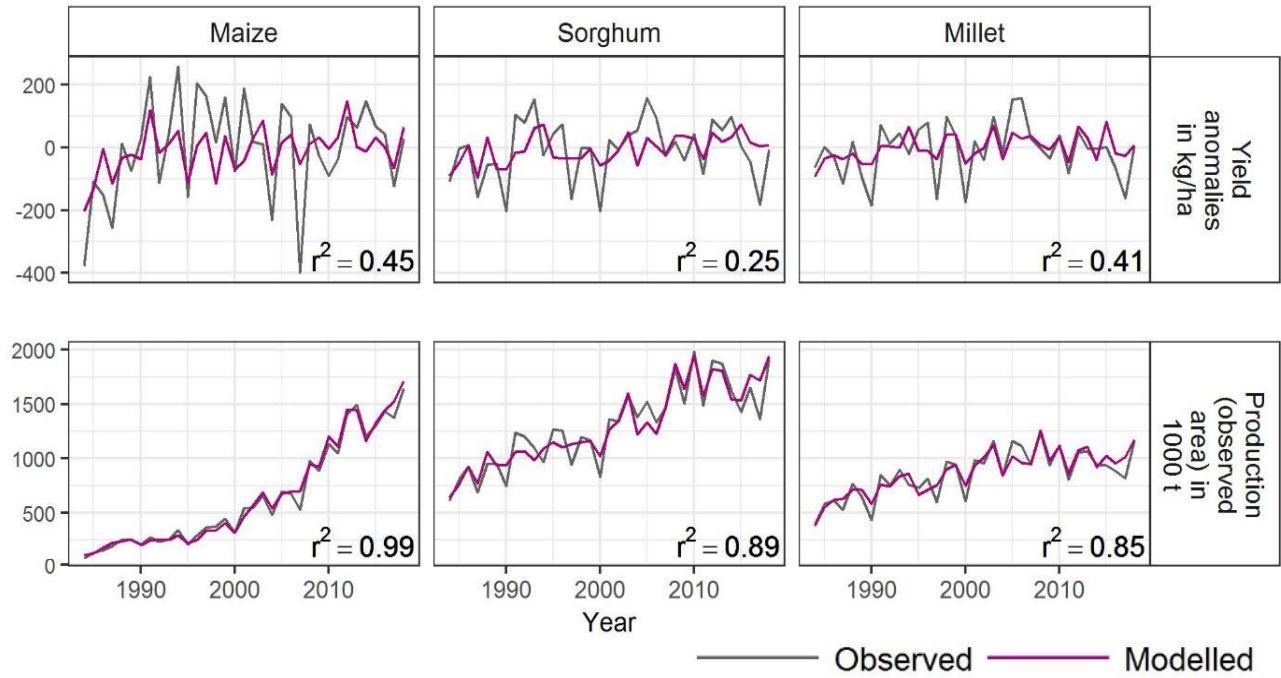 Maize
Sorghum
Millet
200
0
-200
-400
r² = 0.45
r² = 0.25
r² = 0.41
Yield
anomalies
in kg/ha
2000
1500
1000
500
0
r² = 0.99
r² = 0.89
r² = 0.85
Production
(observed
area) in
1000 t
1990
2000
2010
1990
2000
2010
1990
2000
2010
Year
Observed
Modelled